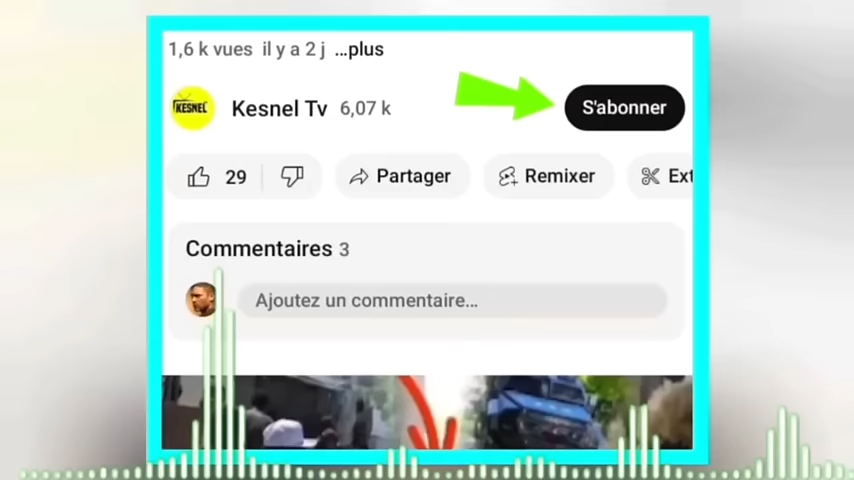 1,6 k vues il y a 2 j ...plus
KESNEL
Kesnel Tv 6,07 k
S'abonner
29
Partager
Remixer
Ext
Commentaires 3
Ajoutez un commentaire...